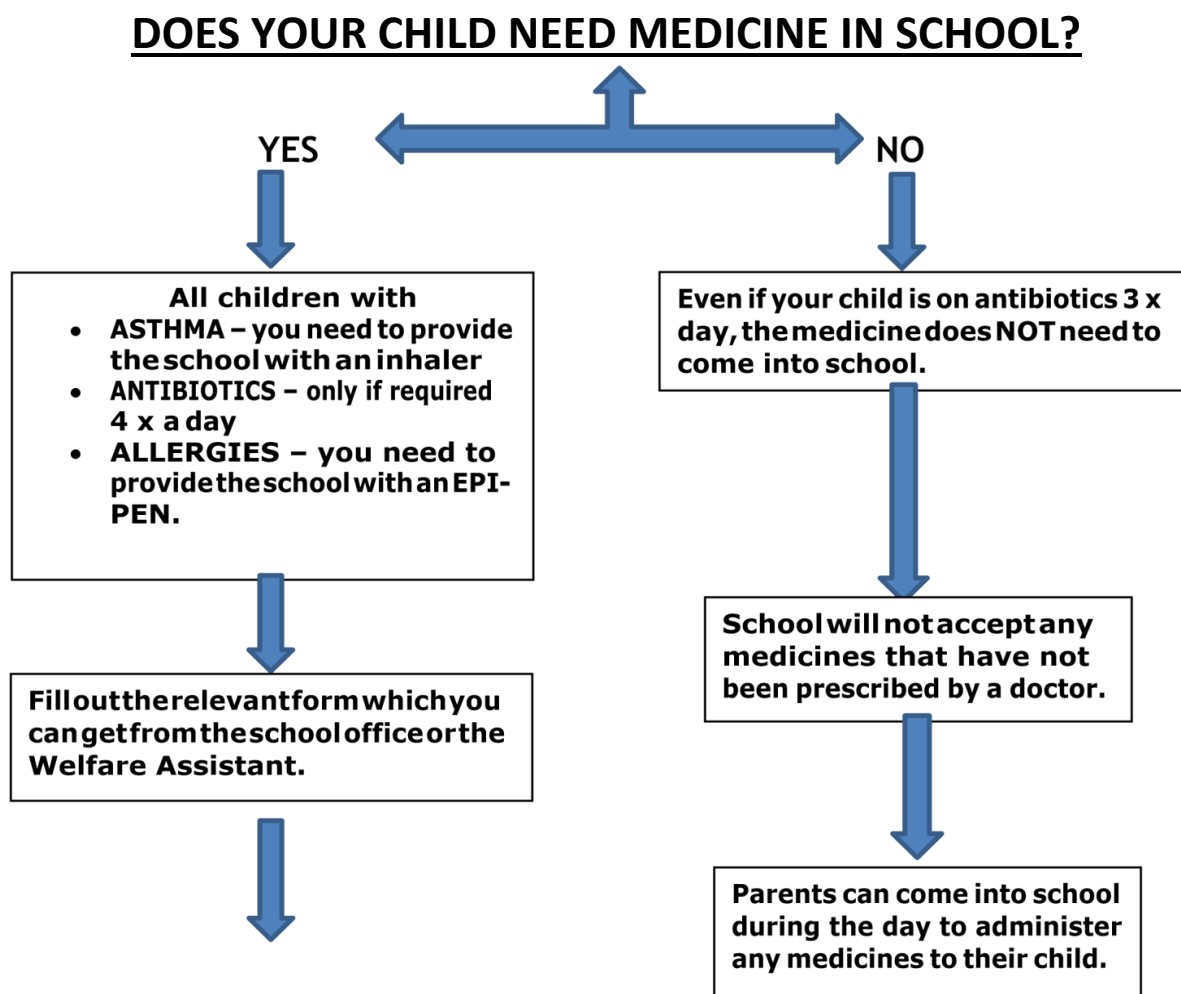 DOES YOUR CHILD NEED MEDICINE IN SCHOOL?
YES
All children with
• ASTHMA – you need to provide
the school with an inhaler
• ANTIBIOTICS – only if required
4 x a day
• ALLERGIES – you need to
provide the school with an EPI-
PEN.
Fill out the relevant form which you
can get from the school office or the
Welfare Assistant.
NO
Even if your child is on antibiotics 3 x
day, the medicine does NOT need to
come into school.
School will not accept any
medicines that have not
been prescribed by a doctor.
Parents can come into school
during the day to administer
any medicines to their child.